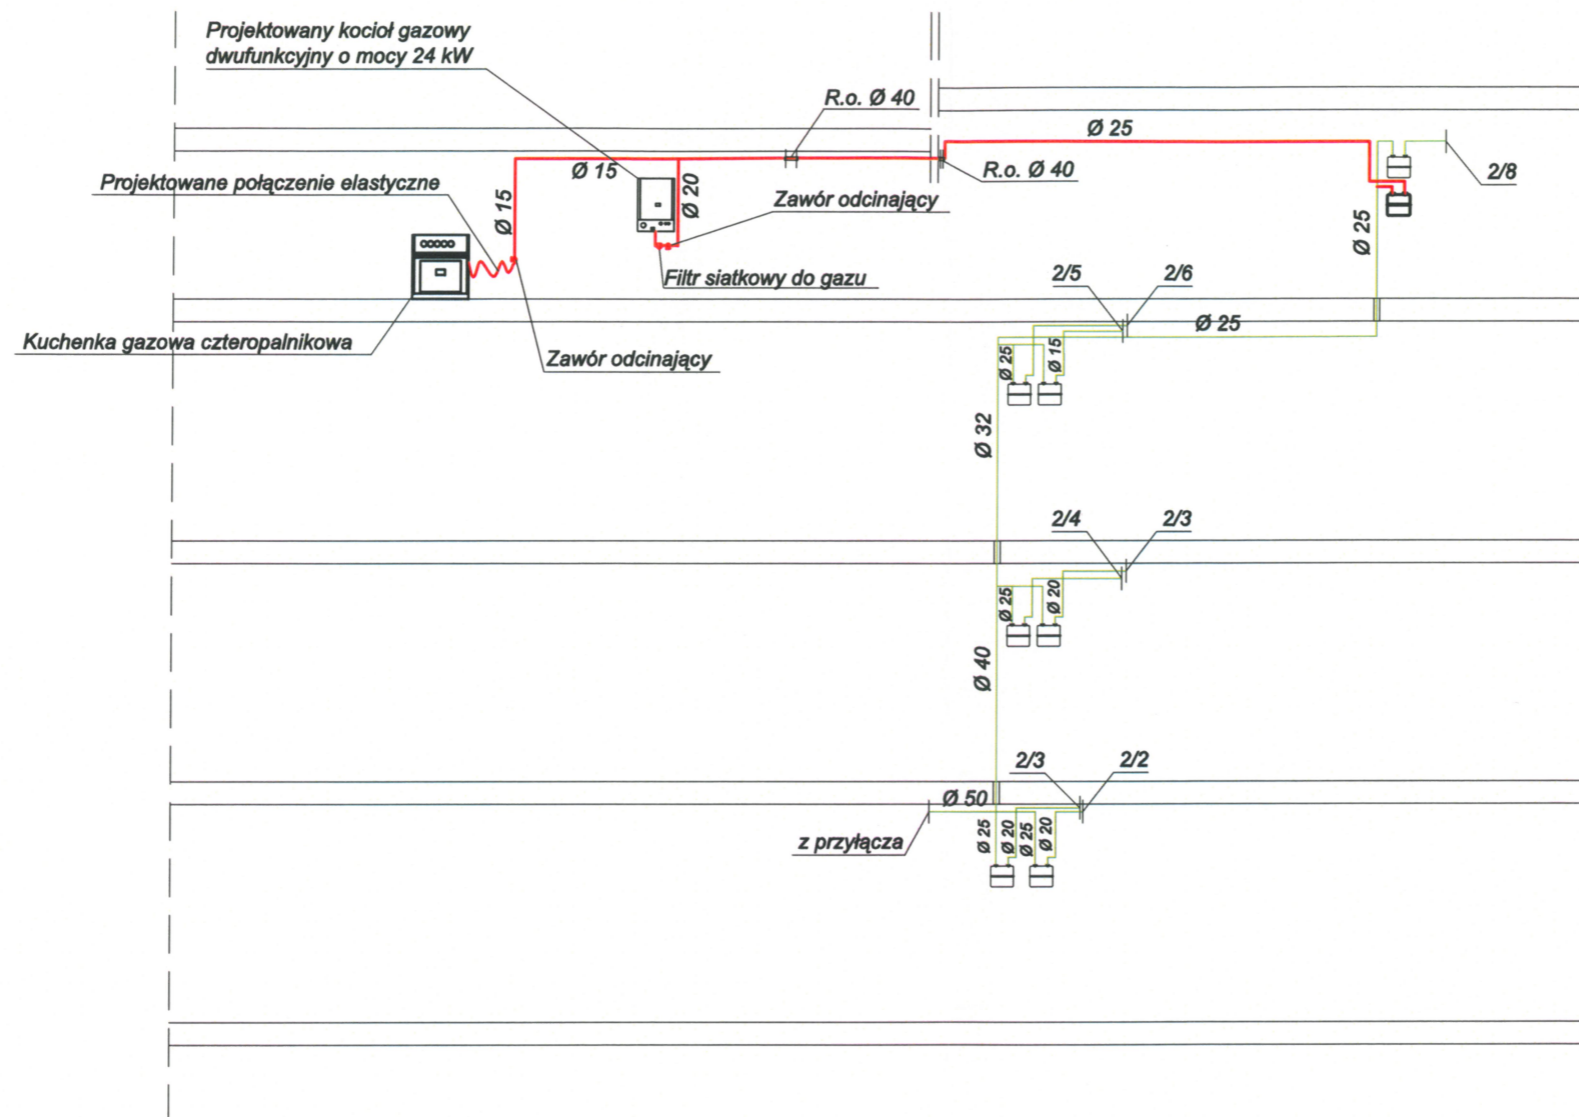 Projektowany kocioł gazowy
dwufunkcyjny o mocy 24 kW
R.o. Ø 40
Ø 25
Ø 15
R.o. Ø 40
2/8
Projektowane połączenie elastyczne
Ø 15
Ø 20
Zawór odcinający
Ø 25
Filtr siatkowy do gazu
2/5
2/6
Ø 25
Kuchenka gazowa czteropalnikowa
Zawór odcinający
Ø 25
Ø 15
Ø 32
2/4
2/3
Ø 25
Ø 20
Ø 40
2/3
2/2
Ø 50
z przyłącza
Ø 25
Ø 20
Ø 25
Ø 20